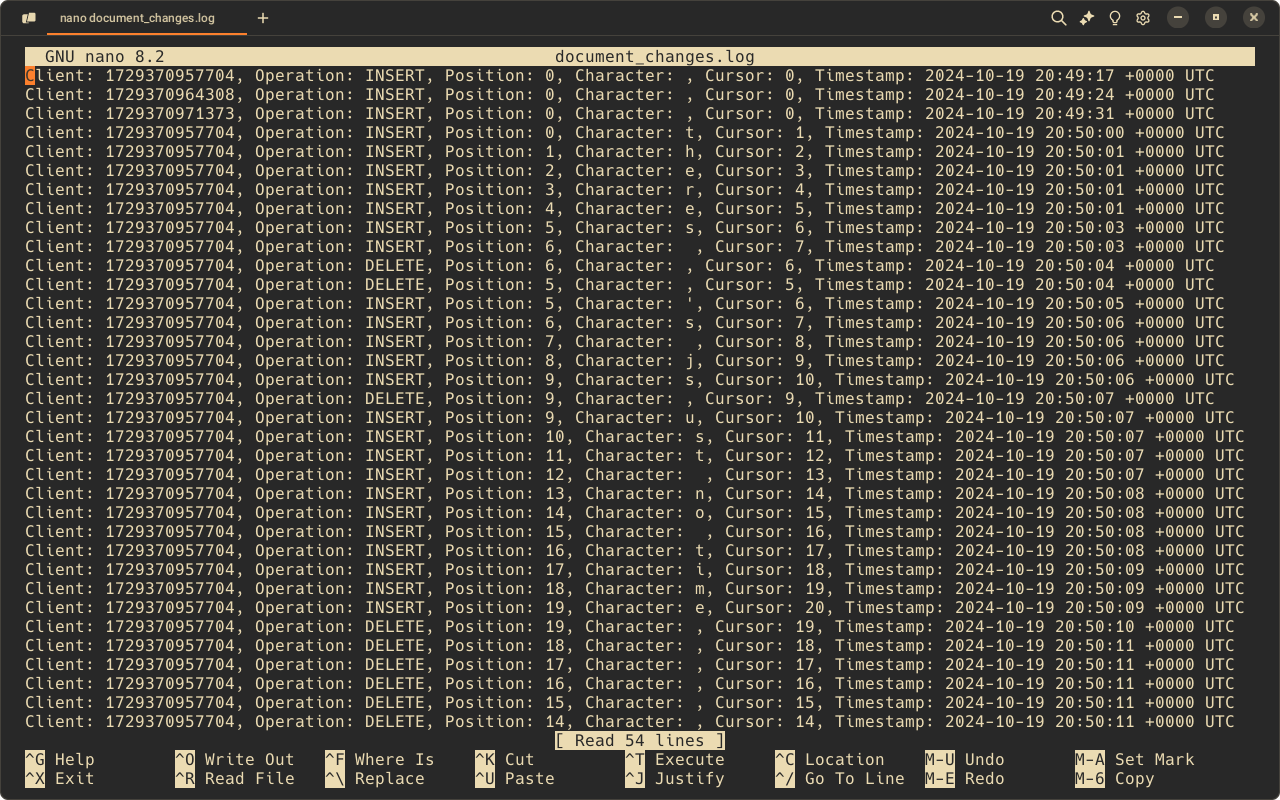 nano document_changes.log
GNU nano 8.2 document_changes.log
Client: 1729370957704, Operation: INSERT, Position: 0, Character: , Cursor: 0, Timestamp: 2024-10-19 20:49:17 +0000 UTC
Client: 1729370964308, Operation: INSERT, Position: 0, Character: , Cursor: 0, Timestamp: 2024-10-19 20:49:24 +0000 UTC
Client: 1729370971373, Operation: INSERT, Position: 0, Character: , Cursor: 0, Timestamp: 2024-10-19 20:49:31 +0000 UTC
Client: 1729370957704, Operation: INSERT, Position: 0, Character: t, Cursor: 1, Timestamp: 2024-10-19 20:50:00 +0000 UTC
Client: 1729370957704, Operation: INSERT, Position: 1, Character: h, Cursor: 2, Timestamp: 2024-10-19 20:50:01 +0000 UTC
Client: 1729370957704, Operation: INSERT, Position: 2, Character: e, Cursor: 3, Timestamp: 2024-10-19 20:50:01 +0000 UTC
Client: 1729370957704, Operation: INSERT, Position: 3, Character: r, Cursor: 4, Timestamp: 2024-10-19 20:50:01 +0000 UTC
Client: 1729370957704, Operation: INSERT, Position: 4, Character: e, Cursor: 5, Timestamp: 2024-10-19 20:50:01 +0000 UTC
Client: 1729370957704, Operation: INSERT, Position: 5, Character: s, Cursor: 6, Timestamp: 2024-10-19 20:50:03 +0000 UTC
Client: 1729370957704, Operation: INSERT, Position: 6, Character:  , Cursor: 7, Timestamp: 2024-10-19 20:50:03 +0000 UTC
Client: 1729370957704, Operation: DELETE, Position: 6, Character: , Cursor: 6, Timestamp: 2024-10-19 20:50:04 +0000 UTC
Client: 1729370957704, Operation: DELETE, Position: 5, Character: , Cursor: 5, Timestamp: 2024-10-19 20:50:04 +0000 UTC
Client: 1729370957704, Operation: INSERT, Position: 5, Character: ', Cursor: 6, Timestamp: 2024-10-19 20:50:05 +0000 UTC
Client: 1729370957704, Operation: INSERT, Position: 6, Character: s, Cursor: 7, Timestamp: 2024-10-19 20:50:06 +0000 UTC
Client: 1729370957704, Operation: INSERT, Position: 7, Character:  , Cursor: 8, Timestamp: 2024-10-19 20:50:06 +0000 UTC
Client: 1729370957704, Operation: INSERT, Position: 8, Character: j, Cursor: 9, Timestamp: 2024-10-19 20:50:06 +0000 UTC
Client: 1729370957704, Operation: INSERT, Position: 9, Character: s, Cursor: 10, Timestamp: 2024-10-19 20:50:06 +0000 UTC
Client: 1729370957704, Operation: DELETE, Position: 9, Character: , Cursor: 9, Timestamp: 2024-10-19 20:50:07 +0000 UTC
Client: 1729370957704, Operation: INSERT, Position: 9, Character: u, Cursor: 10, Timestamp: 2024-10-19 20:50:07 +0000 UTC
Client: 1729370957704, Operation: INSERT, Position: 10, Character: s, Cursor: 11, Timestamp: 2024-10-19 20:50:07 +0000 UTC
Client: 1729370957704, Operation: INSERT, Position: 11, Character: t, Cursor: 12, Timestamp: 2024-10-19 20:50:07 +0000 UTC
Client: 1729370957704, Operation: INSERT, Position: 12, Character:  , Cursor: 13, Timestamp: 2024-10-19 20:50:07 +0000 UTC
Client: 1729370957704, Operation: INSERT, Position: 13, Character: n, Cursor: 14, Timestamp: 2024-10-19 20:50:08 +0000 UTC
Client: 1729370957704, Operation: INSERT, Position: 14, Character: o, Cursor: 15, Timestamp: 2024-10-19 20:50:08 +0000 UTC
Client: 1729370957704, Operation: INSERT, Position: 15, Character:  , Cursor: 16, Timestamp: 2024-10-19 20:50:08 +0000 UTC
Client: 1729370957704, Operation: INSERT, Position: 16, Character: t, Cursor: 17, Timestamp: 2024-10-19 20:50:08 +0000 UTC
Client: 1729370957704, Operation: INSERT, Position: 17, Character: i, Cursor: 18, Timestamp: 2024-10-19 20:50:09 +0000 UTC
Client: 1729370957704, Operation: INSERT, Position: 18, Character: m, Cursor: 19, Timestamp: 2024-10-19 20:50:09 +0000 UTC
Client: 1729370957704, Operation: INSERT, Position: 19, Character: e, Cursor: 20, Timestamp: 2024-10-19 20:50:09 +0000 UTC
Client: 1729370957704, Operation: DELETE, Position: 19, Character: , Cursor: 19, Timestamp: 2024-10-19 20:50:10 +0000 UTC
Client: 1729370957704, Operation: DELETE, Position: 18, Character: , Cursor: 18, Timestamp: 2024-10-19 20:50:11 +0000 UTC
Client: 1729370957704, Operation: DELETE, Position: 17, Character: , Cursor: 17, Timestamp: 2024-10-19 20:50:11 +0000 UTC
Client: 1729370957704, Operation: DELETE, Position: 16, Character: , Cursor: 16, Timestamp: 2024-10-19 20:50:11 +0000 UTC
Client: 1729370957704, Operation: DELETE, Position: 15, Character: , Cursor: 15, Timestamp: 2024-10-19 20:50:11 +0000 UTC
Client: 1729370957704, Operation: DELETE, Position: 14, Character: , Cursor: 14, Timestamp: 2024-10-19 20:50:11 +0000 UTC
[ Read 54 lines ]
^G Help ^O Write Out ^F Where Is ^K Cut ^T Execute ^C Location M-U Undo M-A Set Mark
^X Exit ^R Read File ^\ Replace ^U Paste ^J Justify ^/ Go To Line M-E Redo M-6 Copy